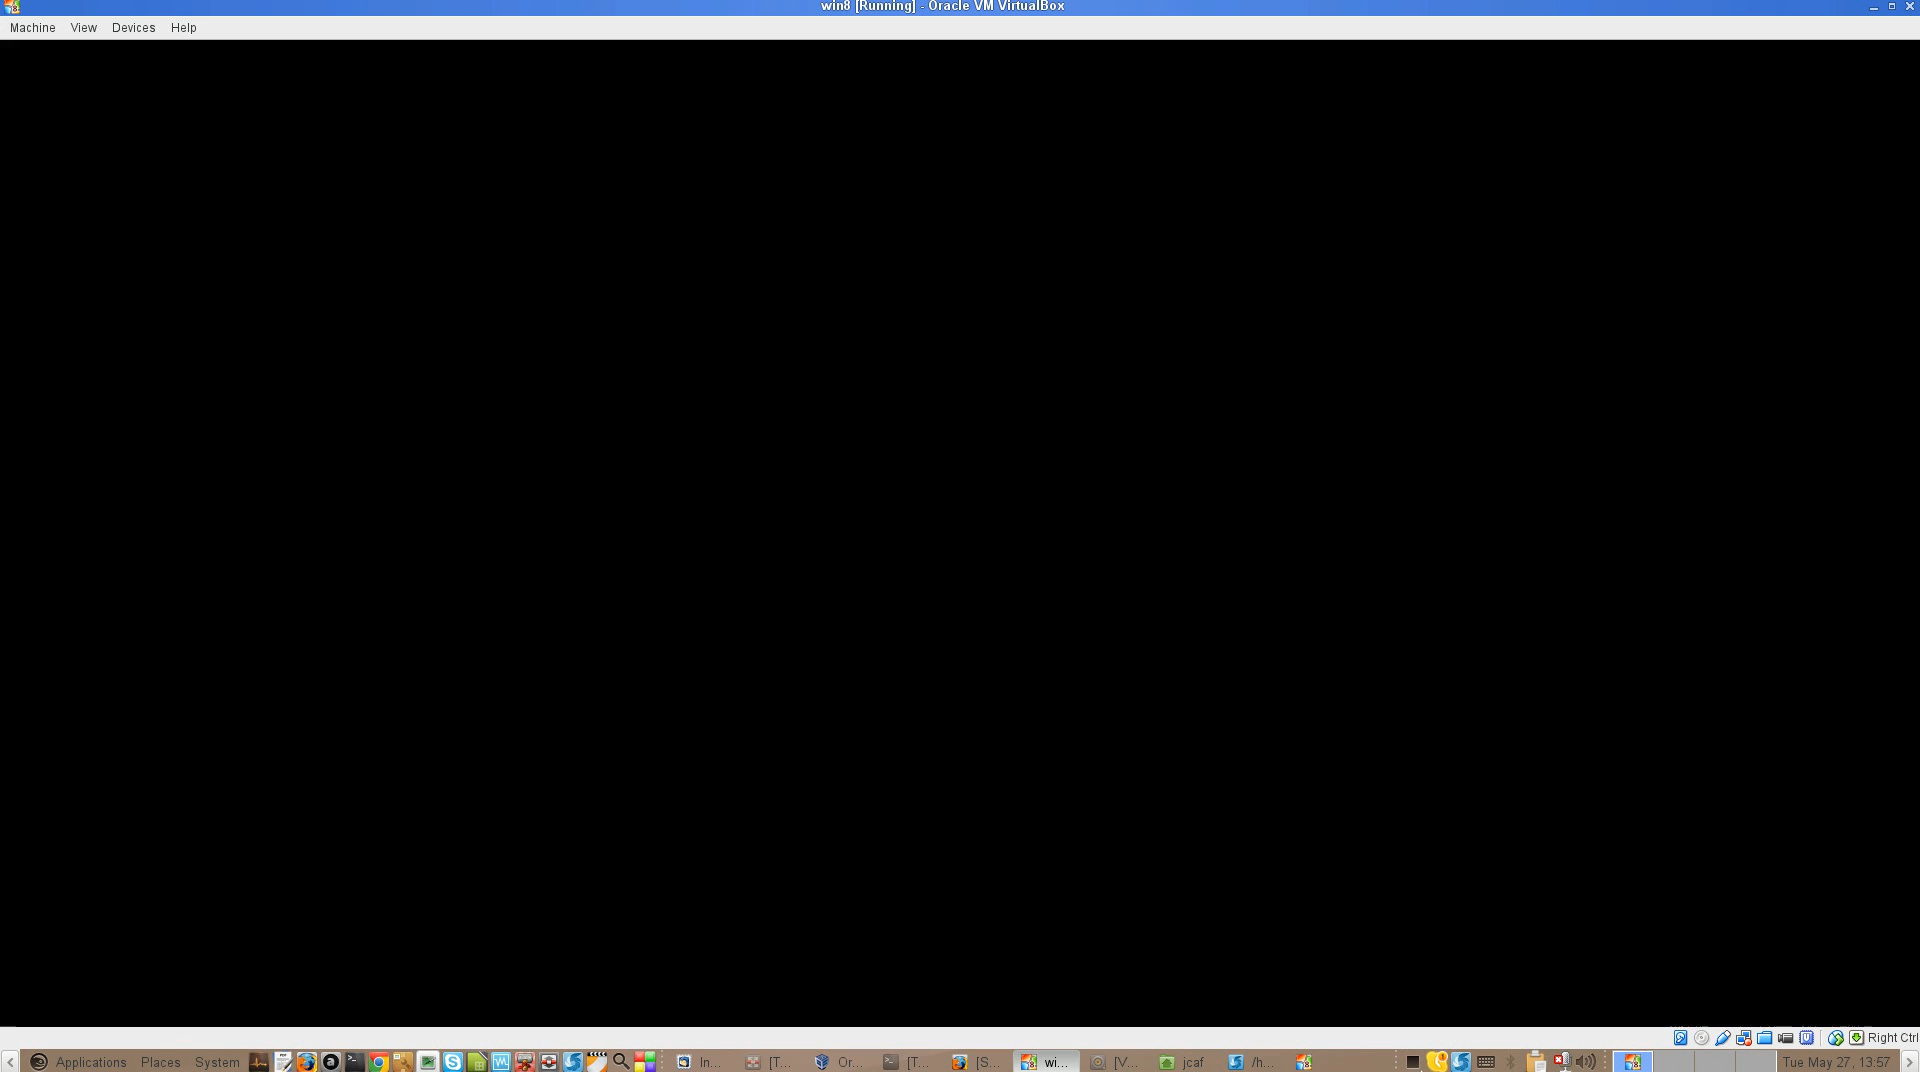 win8 [Running] - Oracle VM VirtualBox
Machine View Devices Help
Right Ctrl
Applications Places System In... [T... Or... [T... [S... wi... [V... jcaf /h... Tue May 27, 13:57